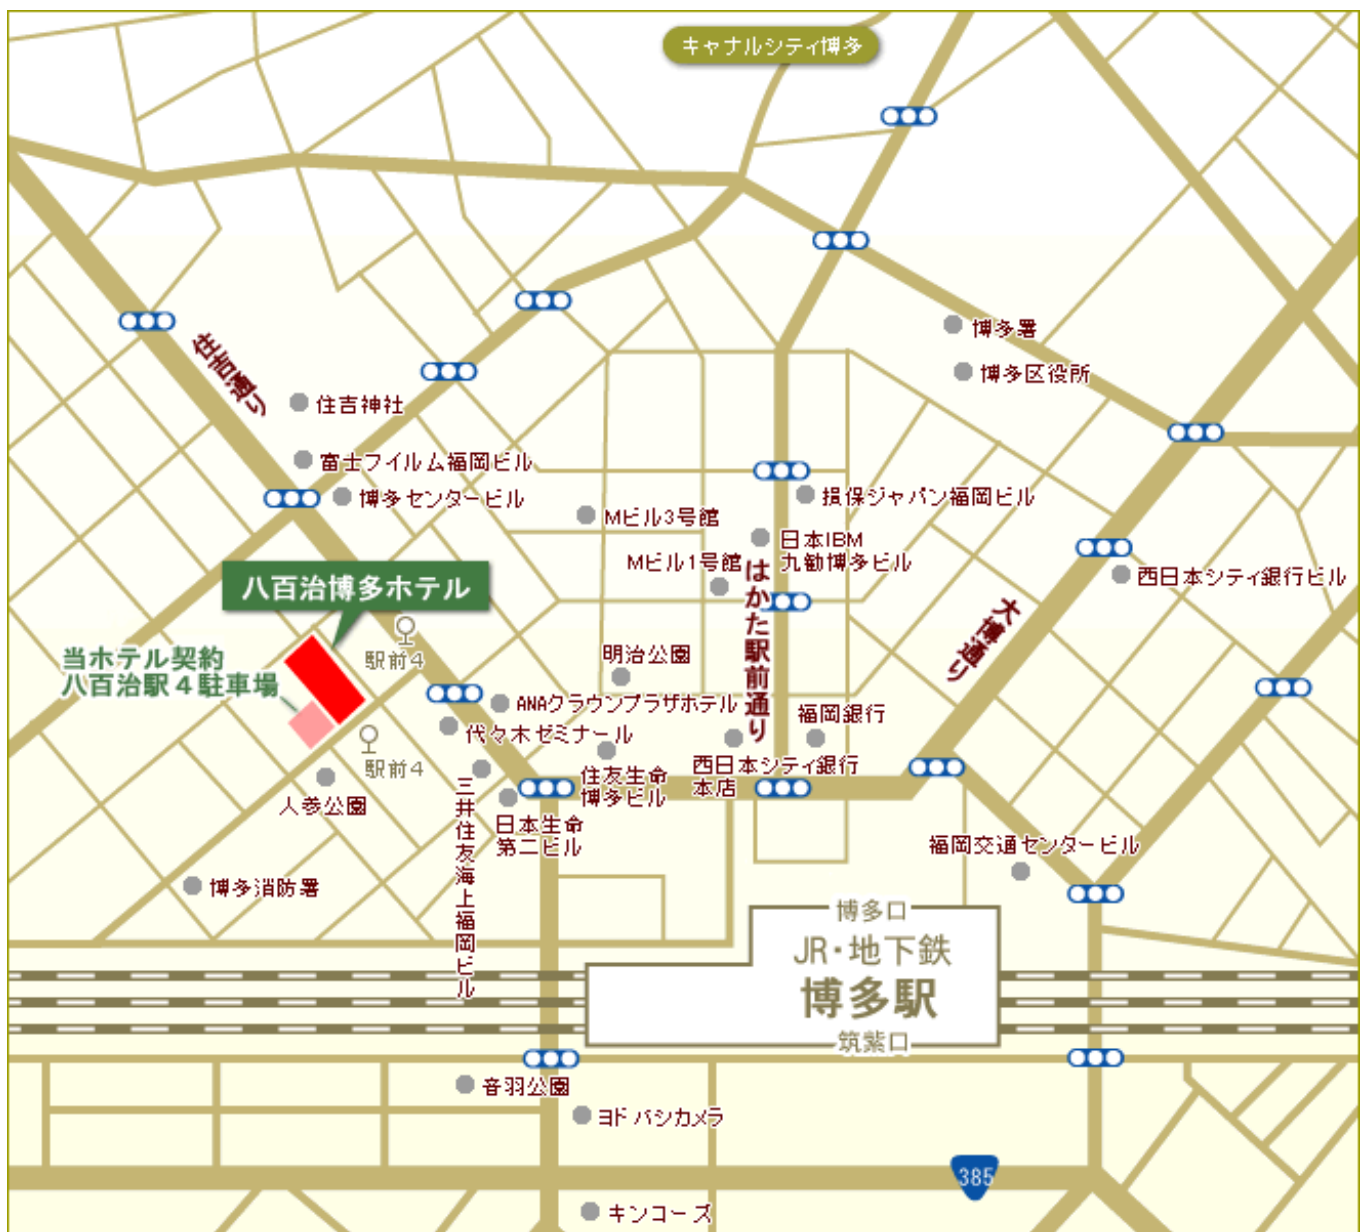 キャナルシティ博多
住吉通り
博多署
博多区役所
住吉神社
富士フイルム福岡ビル
博多センタービル
損保ジャパン福岡ビル
Mビル3号館
日本IBM
九勧博多ビル
Mビル1号館
西日本シティ銀行ビル
八百治博多ホテル
はかた駅前通り
大博通り
駅前4
当ホテル契約
八百治駅4駐車場
明治公園
ANAクラウンプラザホテル
福岡銀行
代々木ゼミナール
駅前4
西日本シティ銀行
本店
住友生命
博多ビル
人参公園
三井住友海上福岡ビル
日本生命
第二ビル
福岡交通センタービル
博多消防署
博多口
JR・地下鉄
博多駅
筑紫口
音羽公園
ヨドバシカメラ
385
キンコーズ